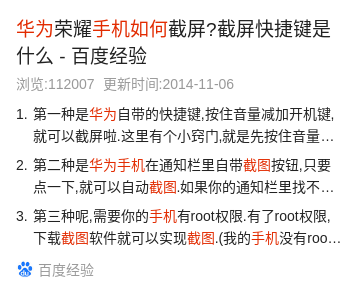 华为荣耀手机如何截屏?截屏快捷键是
什么 - 百度经验
浏览:112007 更新时间:2014-11-06
1. 第一种是华为自带的快捷键,按住音量减加开机键,
就可以截屏啦.这里有个小窍门,就是先按住音量…
2. 第二种是华为手机在通知栏里自带截图按钮,只要
点一下,就可以自动截图.如果你的通知栏里找不…
3. 第三种呢,需要你的手机有root权限.有了root权限,
下载截图软件就可以实现截图.(我的手机没有roo…
百度经验